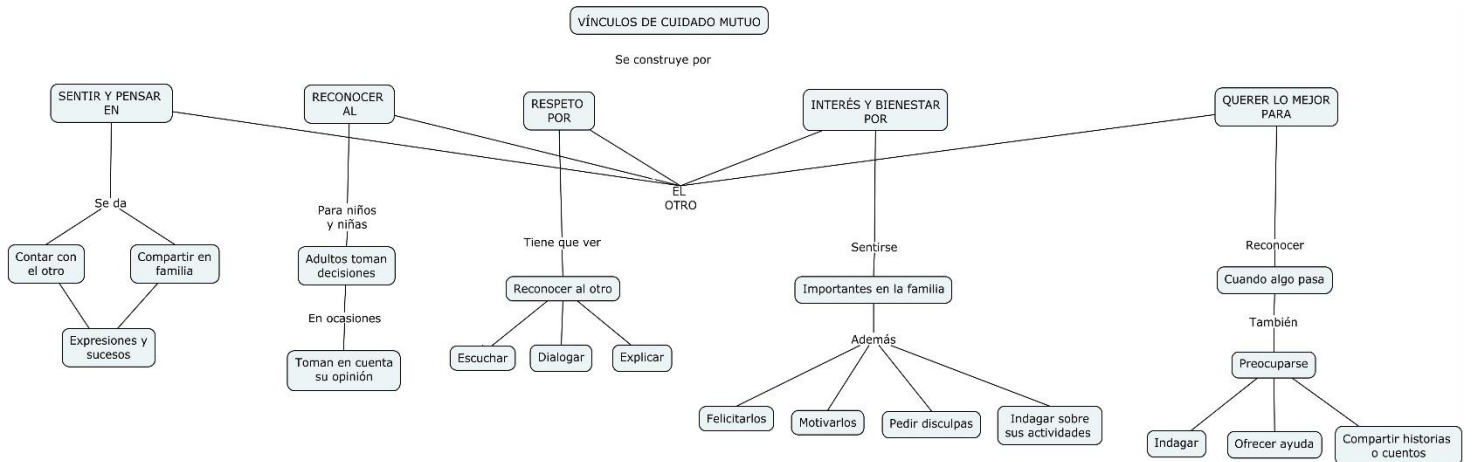 VÍNCULOS DE CUIDADO MUTUO
Se construye por
SENTIR Y PENSAR
EN
RECONOCER
AL
RESPETO
POR
INTERÉS Y BIENESTAR
POR
QUERER LO MEJOR
PARA
EL
OTRO
Se da
Contar con
el otro
Compartir en
familia
Expresiones y
sucesos
Para niños
y niñas
Adultos toman
decisiones
En ocasiones
Toman en cuenta
su opinión
Tiene que ver
Reconocer al otro
Escuchar
Dialogar
Explicar
Sentirse
Importantes en la familia
Además
Felicitarlos
Motivarlos
Pedir disculpas
Indagar sobre
sus actividades
Reconocer
Cuando algo pasa
También
Preocuparse
Indagar
Ofrecer ayuda
Compartir historias
o cuentos